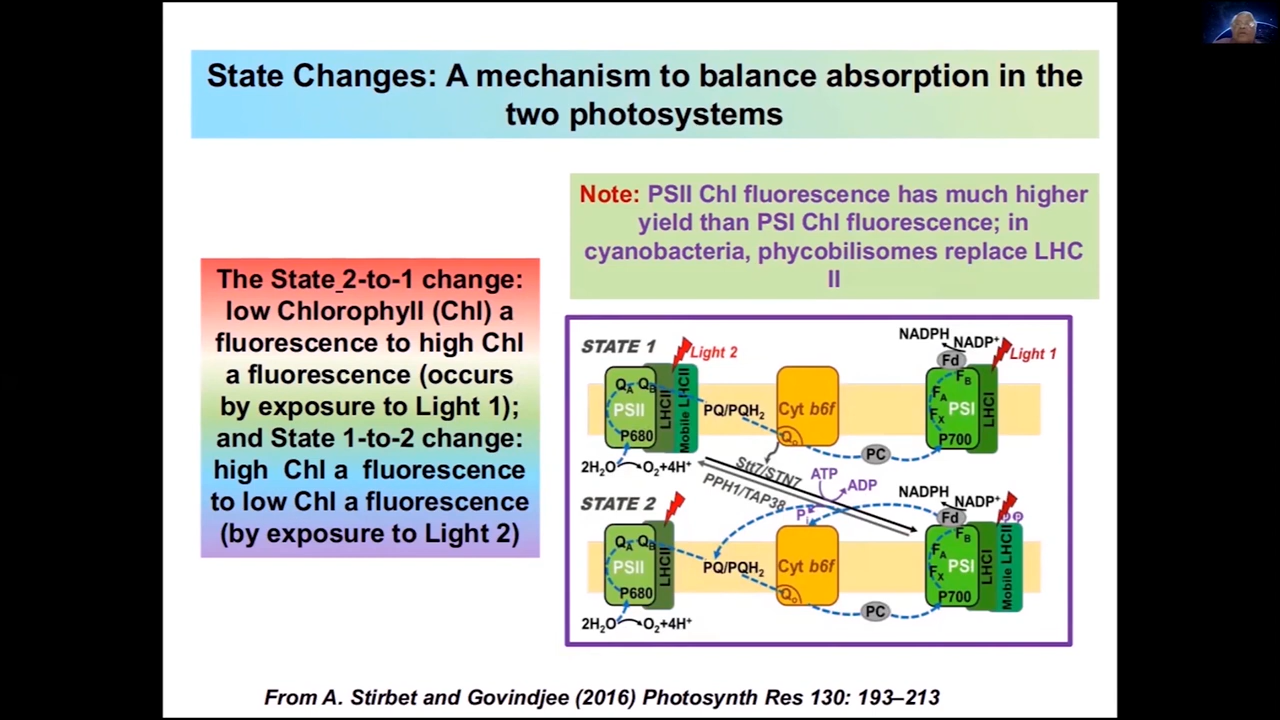 State Changes: A mechanism to balance absorption in the
two photosystems
Note: PSII Chl fluorescence has much higher
yield than PSI Chl fluorescence; in
cyanobacteria, phycobilisomes replace LHC
II
The State 2-to-1 change:
low Chlorophyll (Chl) a
fluorescence to high Chl
a fluorescence (occurs
by exposure to Light 1);
and State 1-to-2 change:
high Chl a fluorescence
to low Chl a fluorescence
(by exposure to Light 2)
STATE 1
Light 2
QA QB
PSII
P680
LHCII
Mobile LHCII
PQ/PQH2
Cyt b6f
Qo
PC
NADPH
NADP+
Fd
Light 1
FB
FA
FX
PSI
P700
LHCI
2H2O
O2+4H+
Stt7/STN7
PPH1/TAP38
ATP
ADP
Pi
STATE 2
QA QB
PSII
P680
LHCII
PQ/PQH2
Cyt b6f
Qo
PC
NADPH
NADP+
Fd
P P
FB
FA
FX
PSI
P700
LHCI
Mobile LHCII
2H2O
O2+4H+
From A. Stirbet and Govindjee (2016) Photosynth Res 130: 193–213